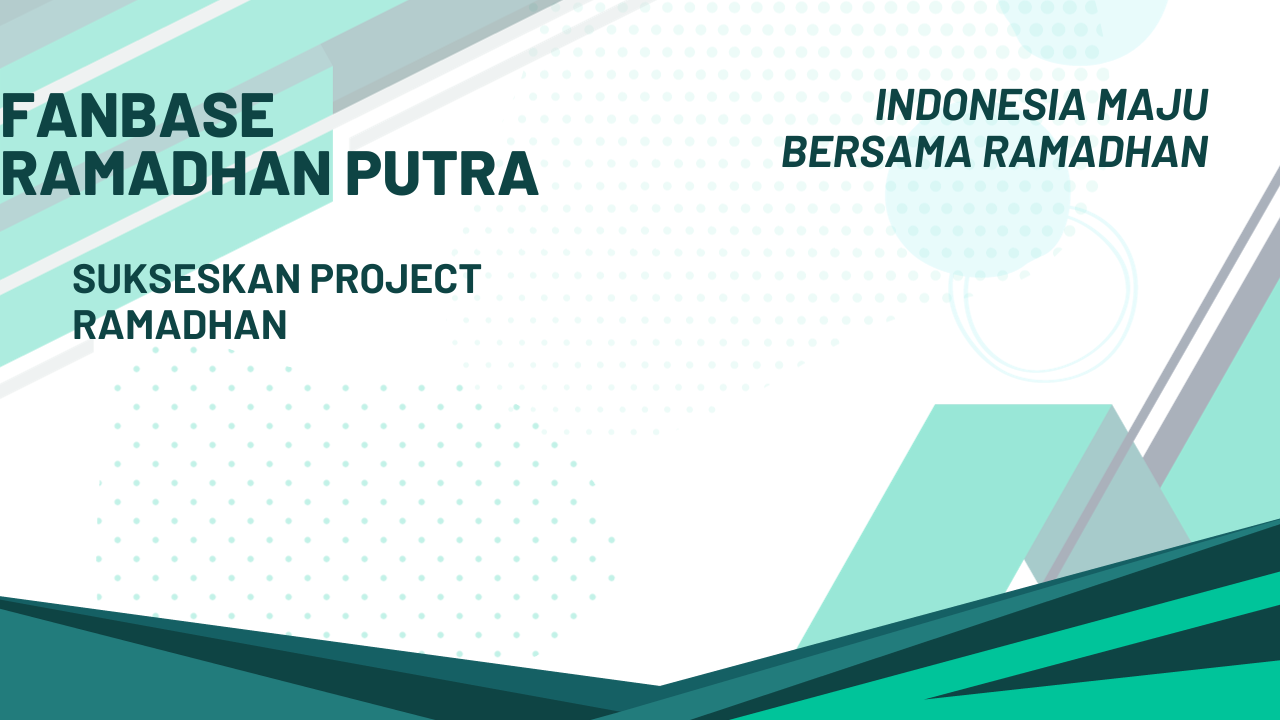 FANBASE
RAMADHAN PUTRA
INDONESIA MAJU
BERSAMA RAMADHAN
SUKSESKAN PROJECT
RAMADHAN